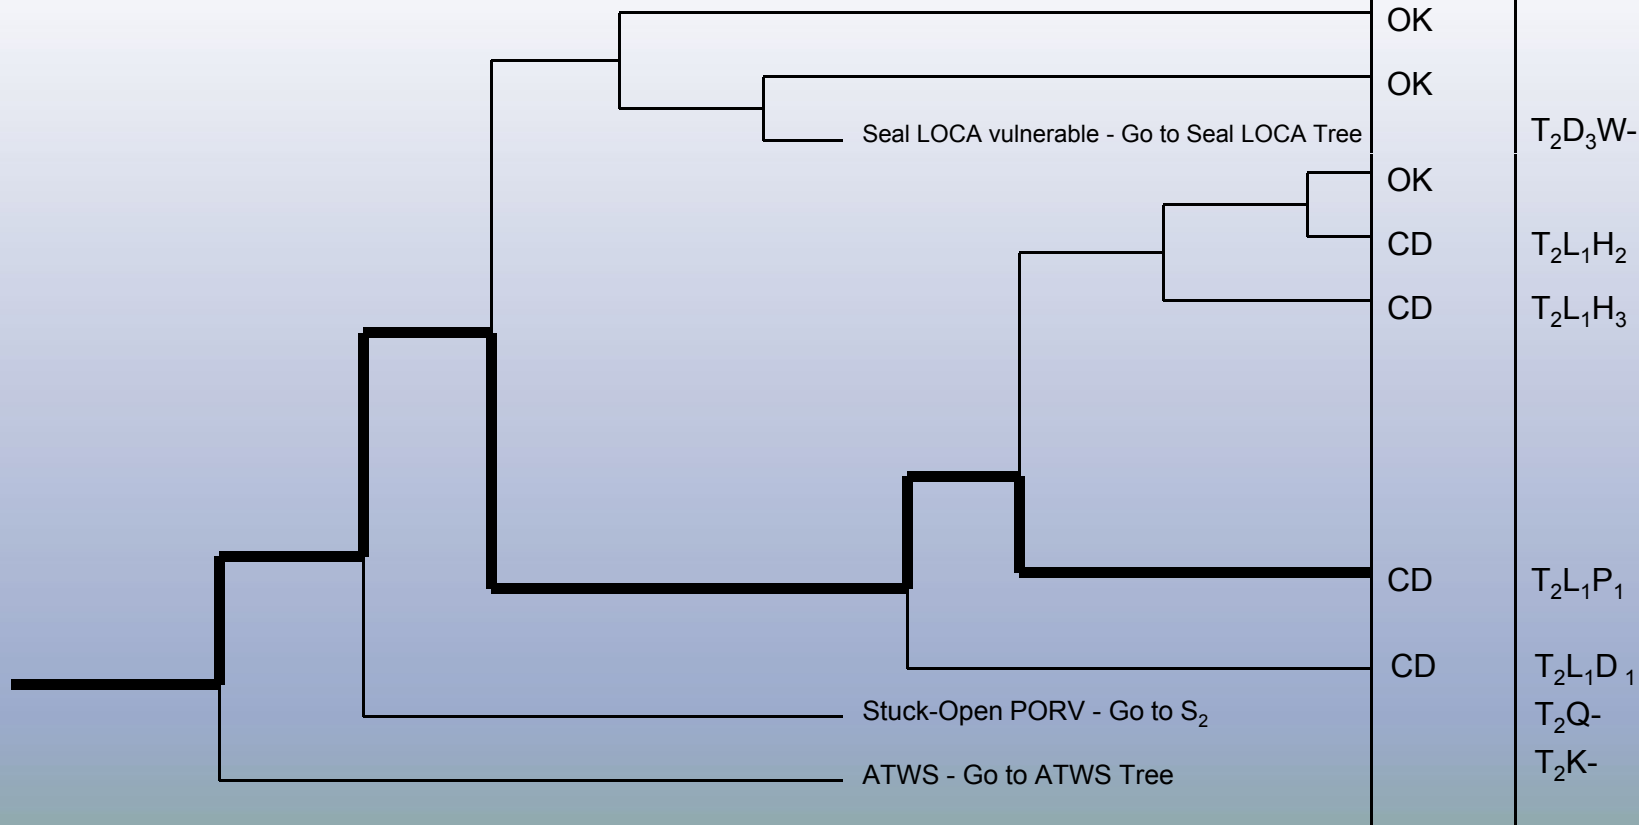 OK
OK
Seal LOCA vulnerable - Go to Seal LOCA Tree T₂D₃W-
OK
CD T₂L₁H₂
CD T₂L₁H₃
CD T₂L₁P₁
CD T₂L₁D ₁
Stuck-Open PORV - Go to S₂ T₂Q-
ATWS - Go to ATWS Tree T₂K-